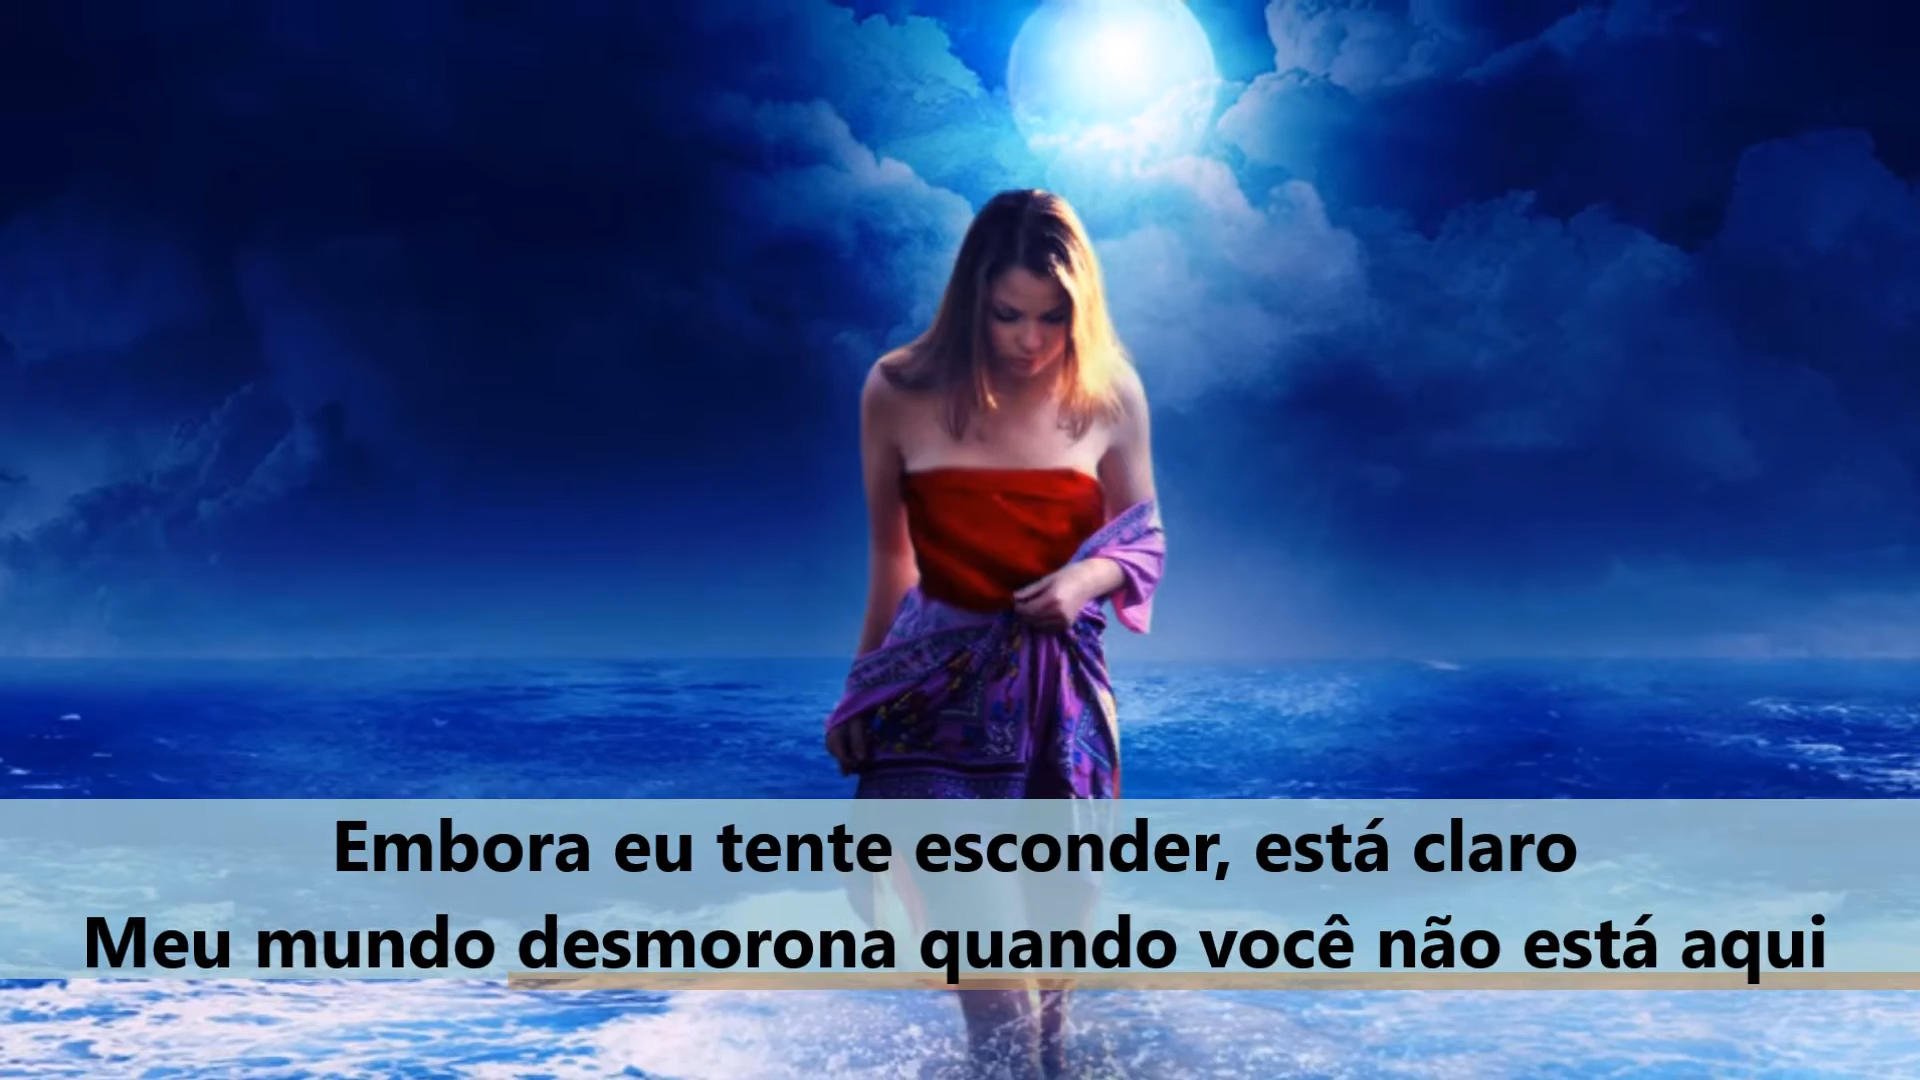 Embora eu tente esconder, está claro
Meu mundo desmorona quando você não está aqui